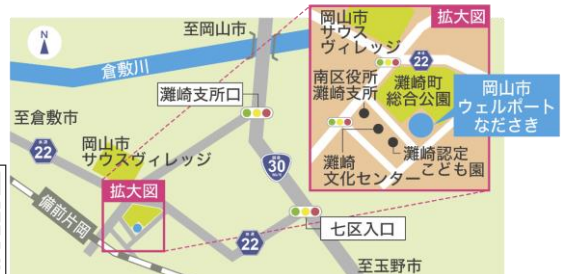 N
至岡山市
倉敷川
至倉敷市
22
岡山市
サウスヴィレッジ
灘崎支所口
30
拡大図
備前片岡
22
七区入口
至玉野市
岡山市
サウス
ヴィレッジ
拡大図
22
南区役所
灘崎支所
灘崎町
総合公園
岡山市
ウェルポート
なださき
灘崎
文化センター
灘崎認定
こども園